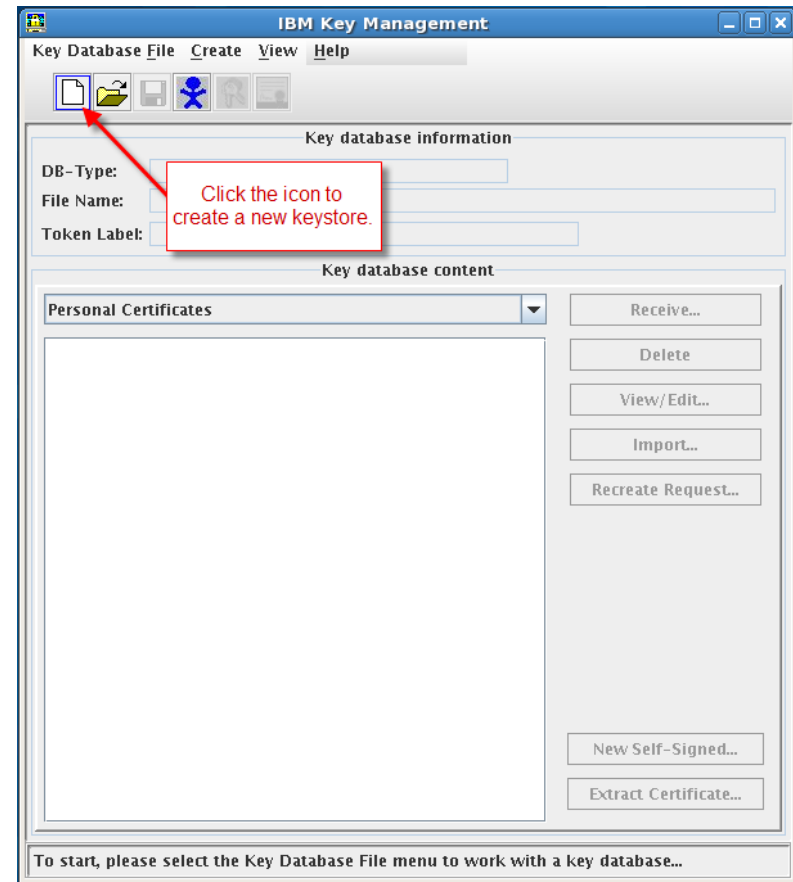 IBM Key Management
Key Database File Create View Help
Key database information
DB-Type:
File Name:
Token Label:
Click the icon to
create a new keystore.
Key database content
Personal Certificates
Receive...
Delete
View/Edit...
Import...
Recreate Request...
New Self-Signed...
Extract Certificate...
To start, please select the Key Database File menu to work with a key database...